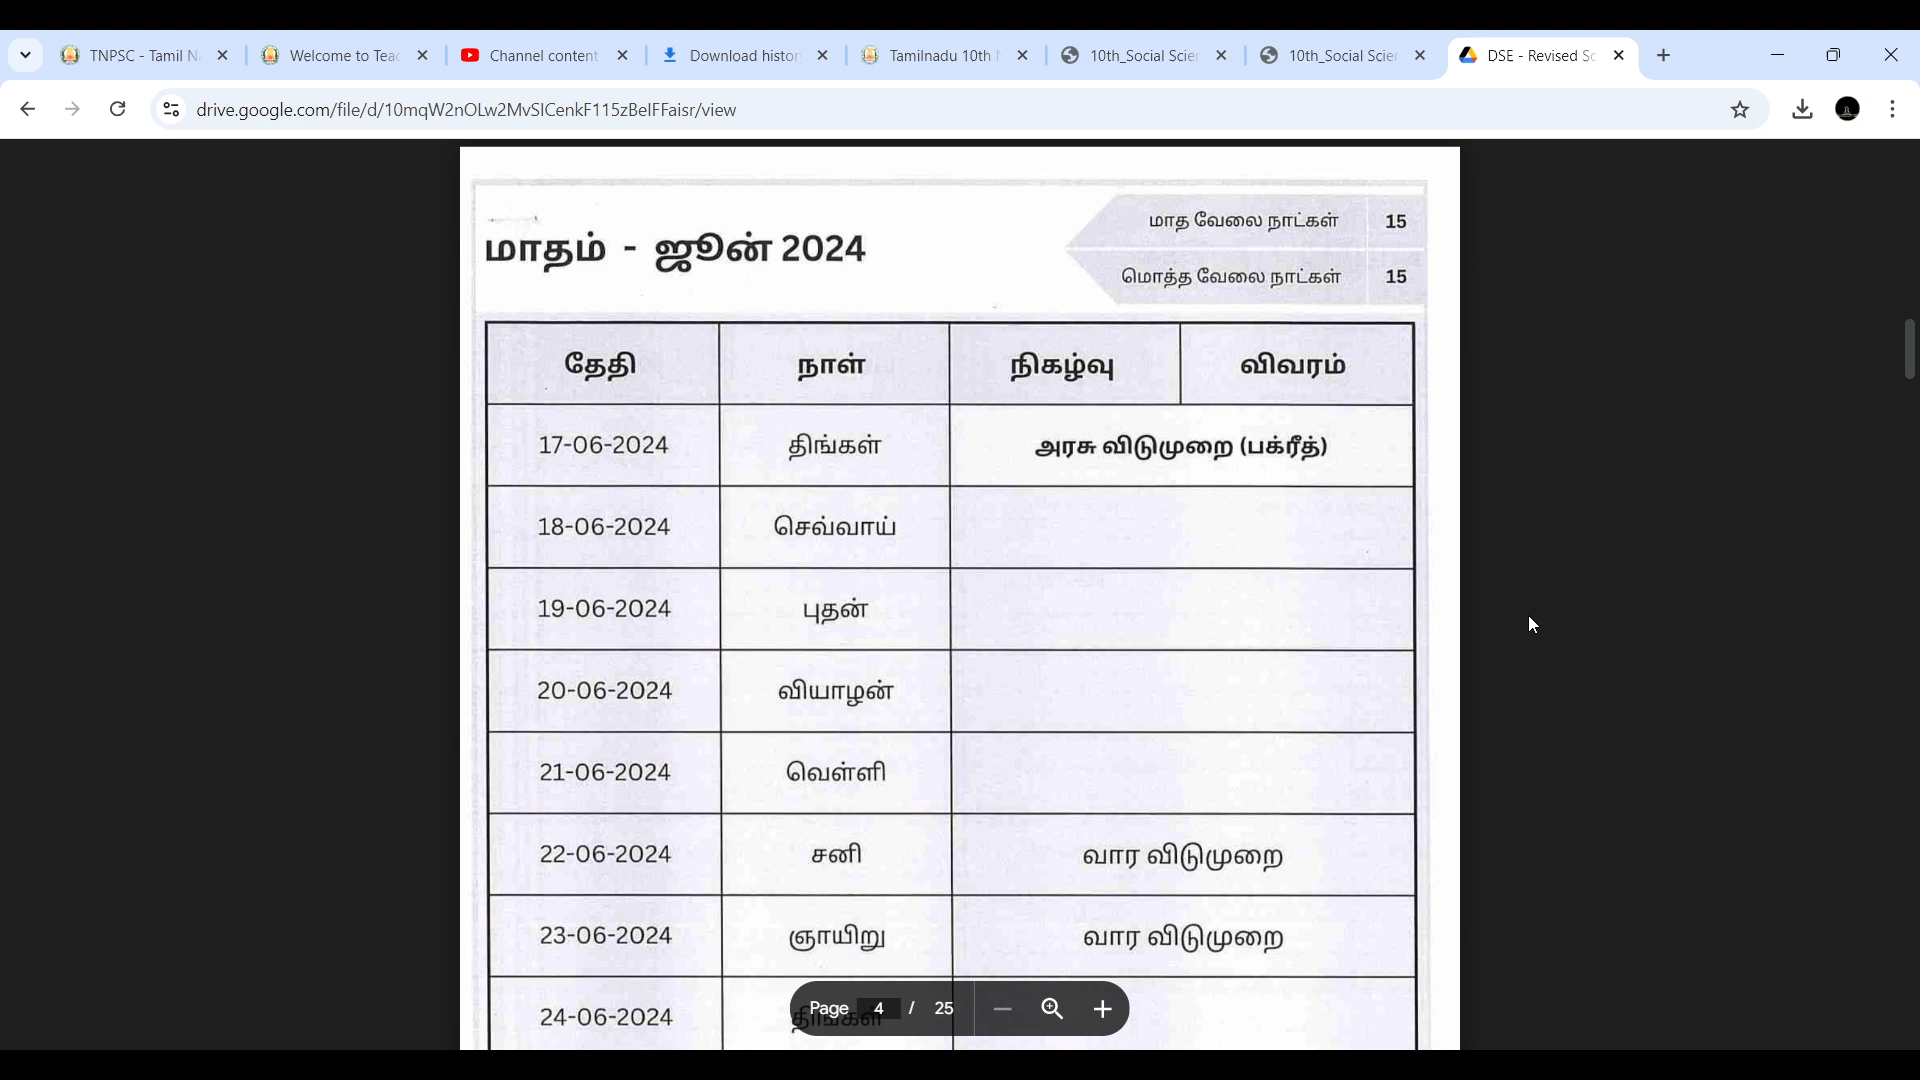 TNPSC - Tamil N
Welcome to Teac
Channel content
Download histor
Tamilnadu 10th
10th_Social Scier
10th_Social Scier
DSE - Revised Sc
drive.google.com/file/d/10mqW2nOLw2MvSICenkF115zBelFFaisr/view
மாதம் - ஜூன் 2024
மாத வேலை நாட்கள் 15
மொத்த வேலை நாட்கள் 15
தேதி நாள் நிகழ்வு விவரம்
17-06-2024 திங்கள் அரசு விடுமுறை (பக்ரீத்)
18-06-2024 செவ்வாய்
19-06-2024 புதன்
20-06-2024 வியாழன்
21-06-2024 வெள்ளி
22-06-2024 சனி வார விடுமுறை
23-06-2024 ஞாயிறு வார விடுமுறை
24-06-2024 திங்கள்
Page 4 / 25